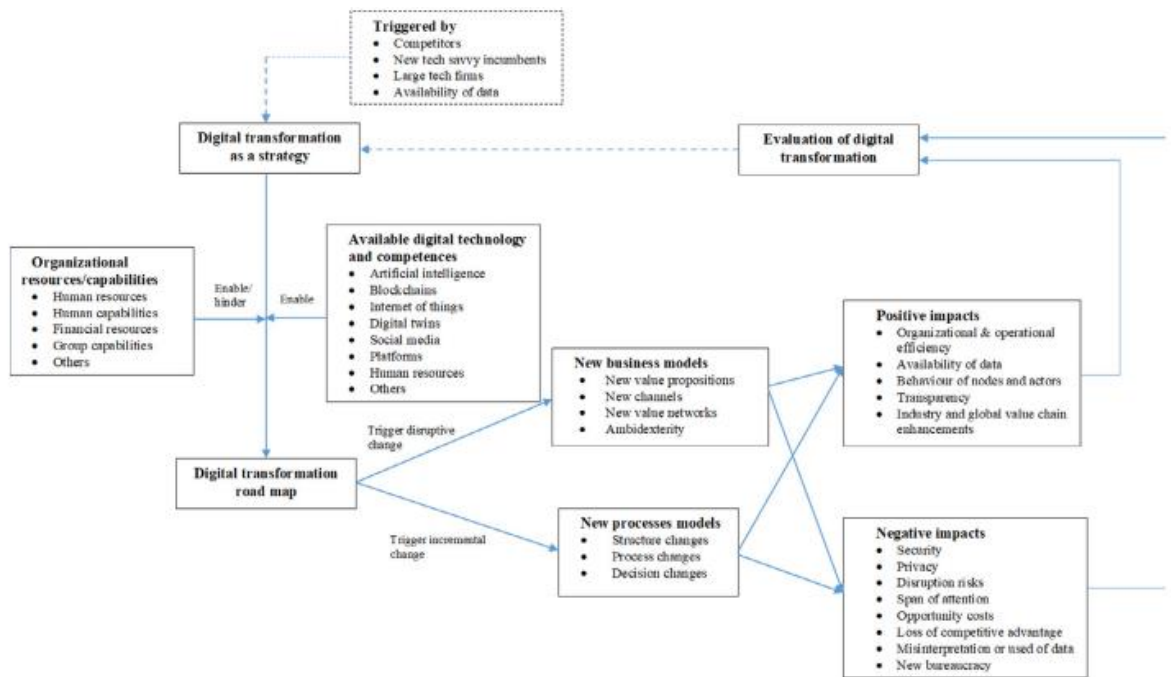 Triggered by
• Competitors
• New tech savvy incumbents
• Large tech firms
• Availability of data
Digital transformation
as a strategy
Evaluation of digital
transformation
Organizational
resources/capabilities
• Human resources
• Human capabilities
• Financial resources
• Group capabilities
• Others
Enable/
hinder
Enable
Available digital technology
and competences
• Artificial intelligence
• Blockchains
• Internet of things
• Digital twins
• Social media
• Platforms
• Human resources
• Others
Digital transformation
road map
Trigger disruptive
change
Trigger incremental
change
New business models
• New value propositions
• New channels
• New value networks
• Ambidexterity
New processes models
• Structure changes
• Process changes
• Decision changes
Positive impacts
• Organizational & operational
efficiency
• Availability of data
• Behaviour of nodes and actors
• Transparency
• Industry and global value chain
enhancements
Negative impacts
• Security
• Privacy
• Disruption risks
• Span of attention
• Opportunity costs
• Loss of competitive advantage
• Misinterpretation or used of data
• New bureaucracy